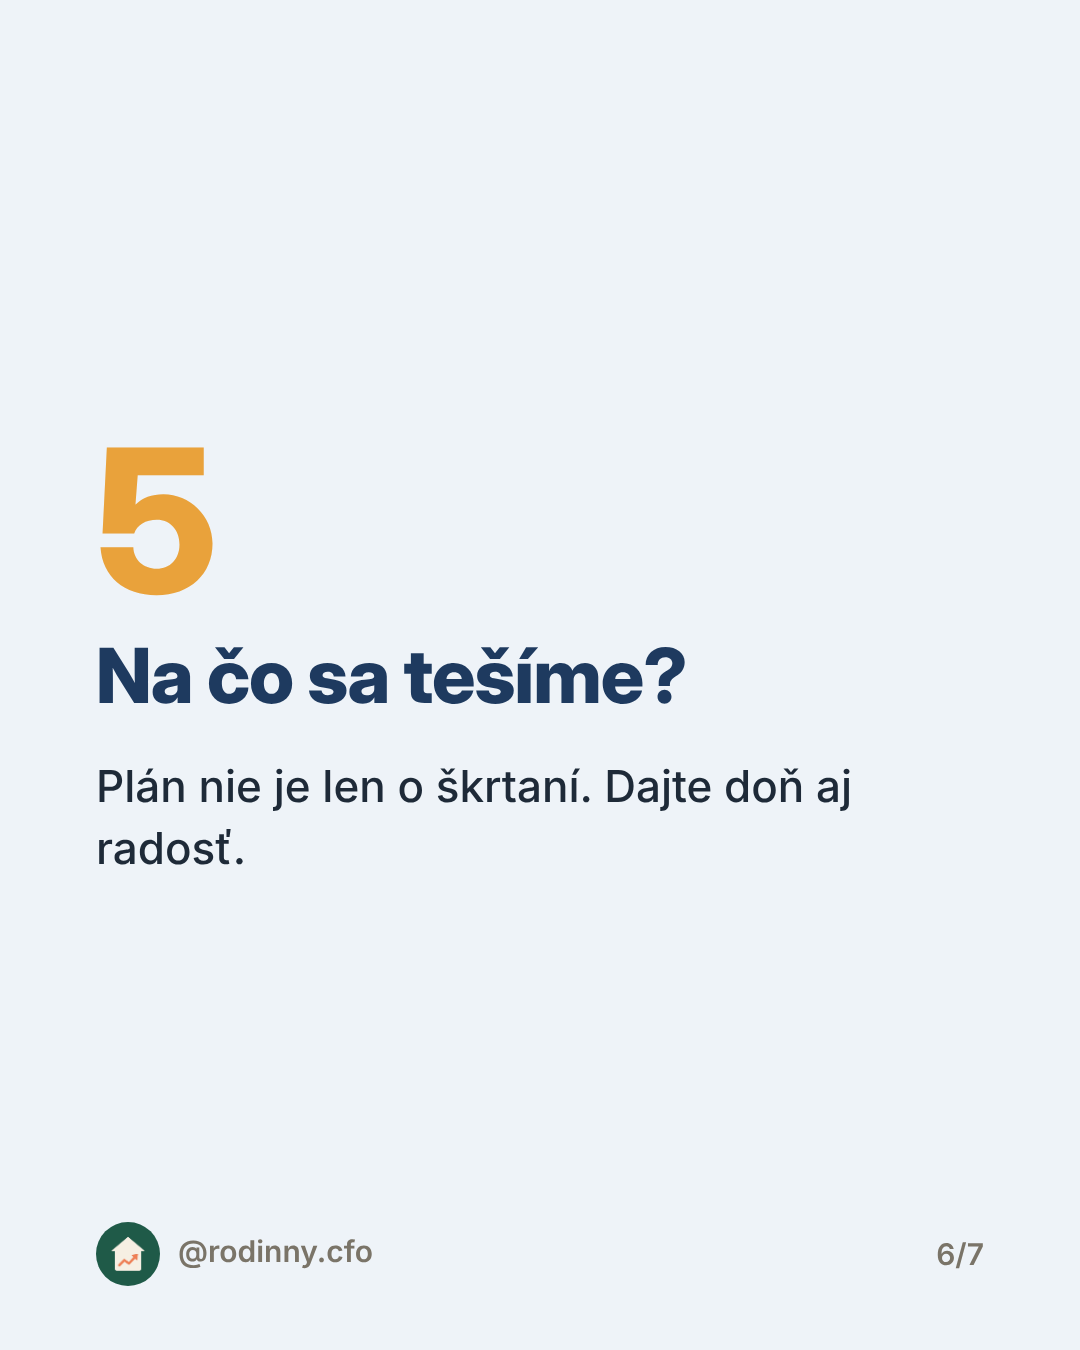 5
Na čo sa tešíme?
Plán nie je len o škrtaní. Dajte doň aj
radosť.
@rodinny.cfo
6/7